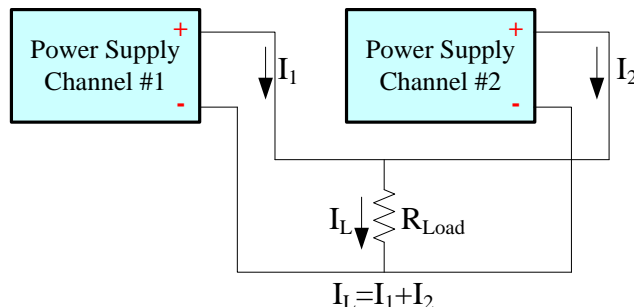 Power Supply
Channel #1
+
-
I1
Power Supply
Channel #2
+
-
I2
IL
RLoad
IL=I1+I2